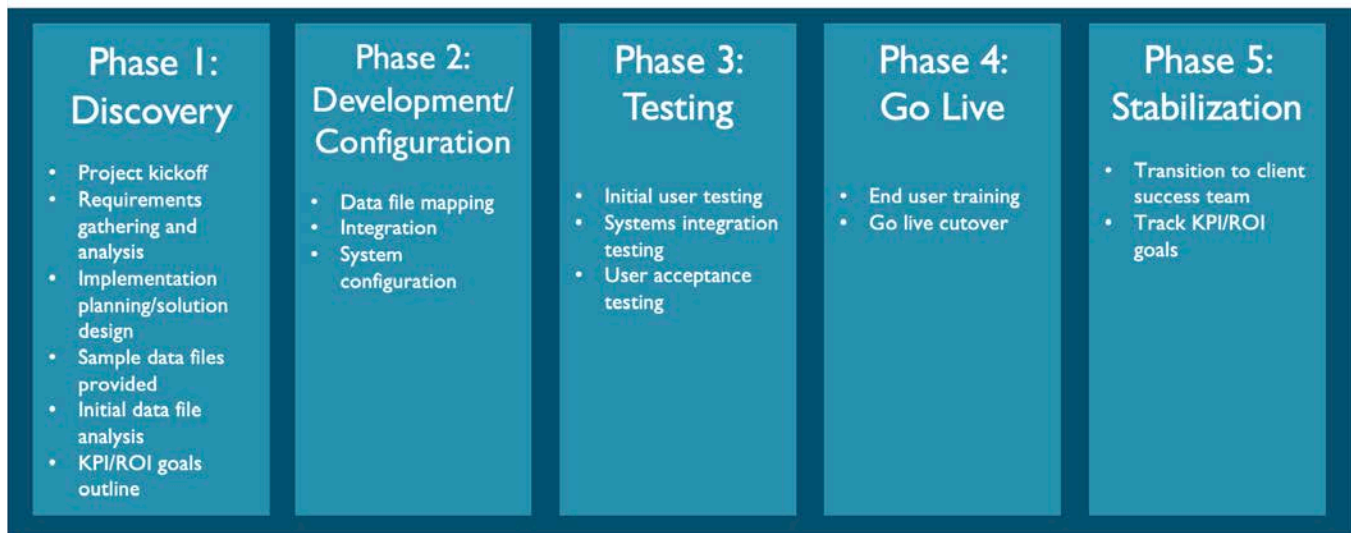 Phase 1:
Discovery
• Project kickoff
• Requirements
gathering and
analysis
• Implementation
planning/solution
design
• Sample data files
provided
• Initial data file
analysis
• KPI/ROI goals
outline
Phase 2:
Development/
Configuration
• Data file mapping
• Integration
• System
configuration
Phase 3:
Testing
• Initial user testing
• Systems integration
testing
• User acceptance
testing
Phase 4:
Go Live
• End user training
• Go live cutover
Phase 5:
Stabilization
• Transition to client
success team
• Track KPI/ROI
goals